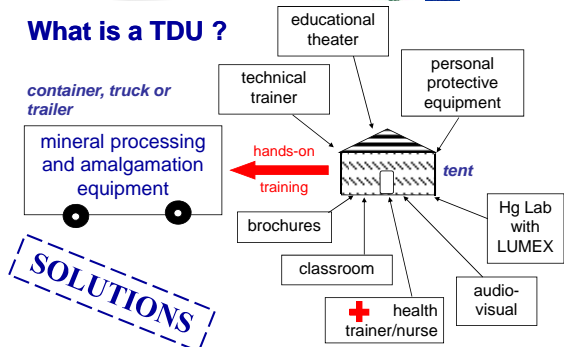 What is a TDU ?
educational
theater
personal
protective
equipment
technical
trainer
container, truck or
trailer
mineral processing
and amalgamation
equipment
hands-on
training
tent
brochures
Hg Lab
with
LUMEX
classroom
audio-
visual
health
trainer/nurse
SOLUTIONS